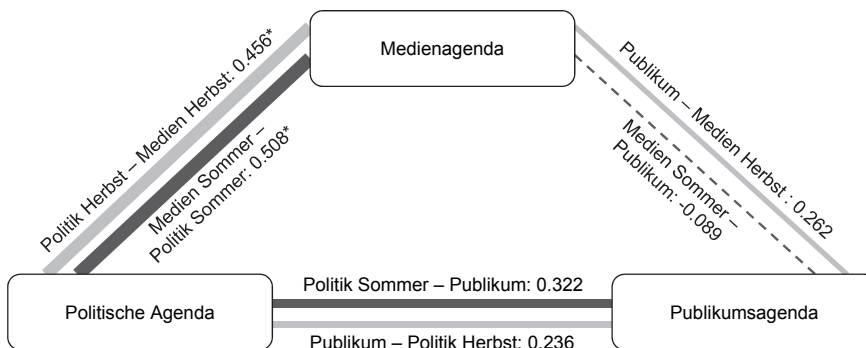 Medienagenda
Politik Herbst – Medien Herbst: 0.456*
Medien Sommer –
Politik Sommer: 0.508*
Publikum – Medien Herbst : 0.262
Medien Sommer –
Publikum: -0.089
Politische Agenda
Politik Sommer – Publikum: 0.322
Publikum – Politik Herbst: 0.236
Publikumsagenda